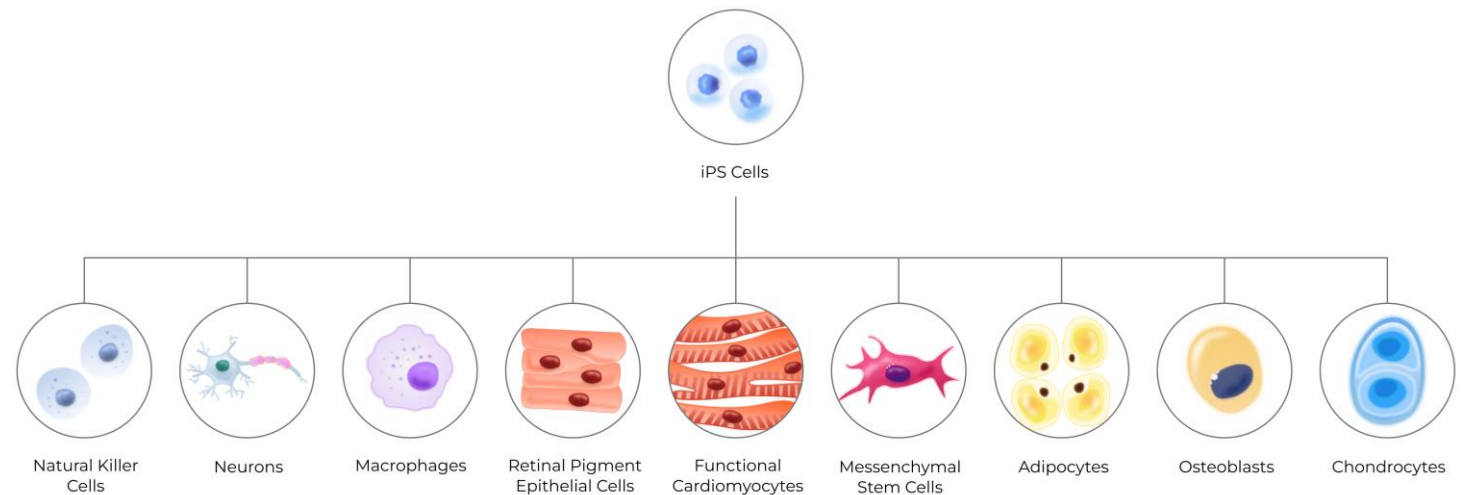 iPS Cells
Natural Killer
Cells
Neurons
Macrophages
Retinal Pigment
Epithelial Cells
Functional
Cardiomyocytes
Messenchymal
Stem Cells
Adipocytes
Osteoblasts
Chondrocytes